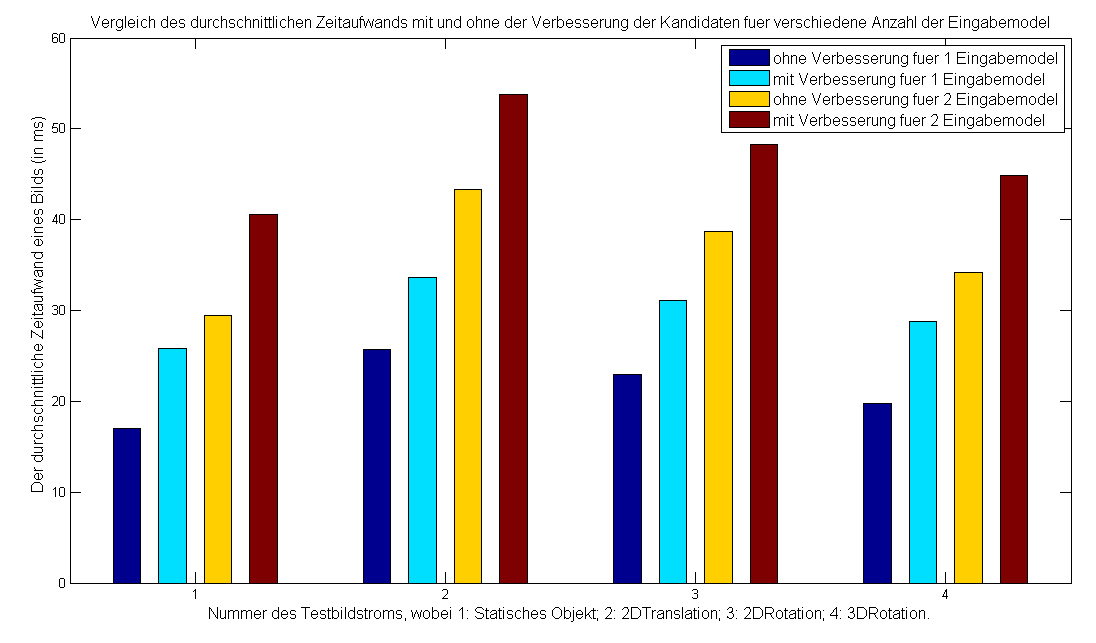 Vergleich des durchschnittlichen Zeitaufwands mit und ohne der Verbesserung der Kandidaten fuer verschiedene Anzahl der Eingabemodel
60
50
40
30
20
10
0
Der durchschnittliche Zeitaufwand eines Bilds (in ms)
ohne Verbesserung fuer 1 Eingabemodel
mit Verbesserung fuer 1 Eingabemodel
ohne Verbesserung fuer 2 Eingabemodel
mit Verbesserung fuer 2 Eingabemodel
1 2 3 4
Nummer des Testbildstroms, wobei 1: Statisches Objekt; 2: 2DTranslation; 3: 2DRotation; 4: 3DRotation.